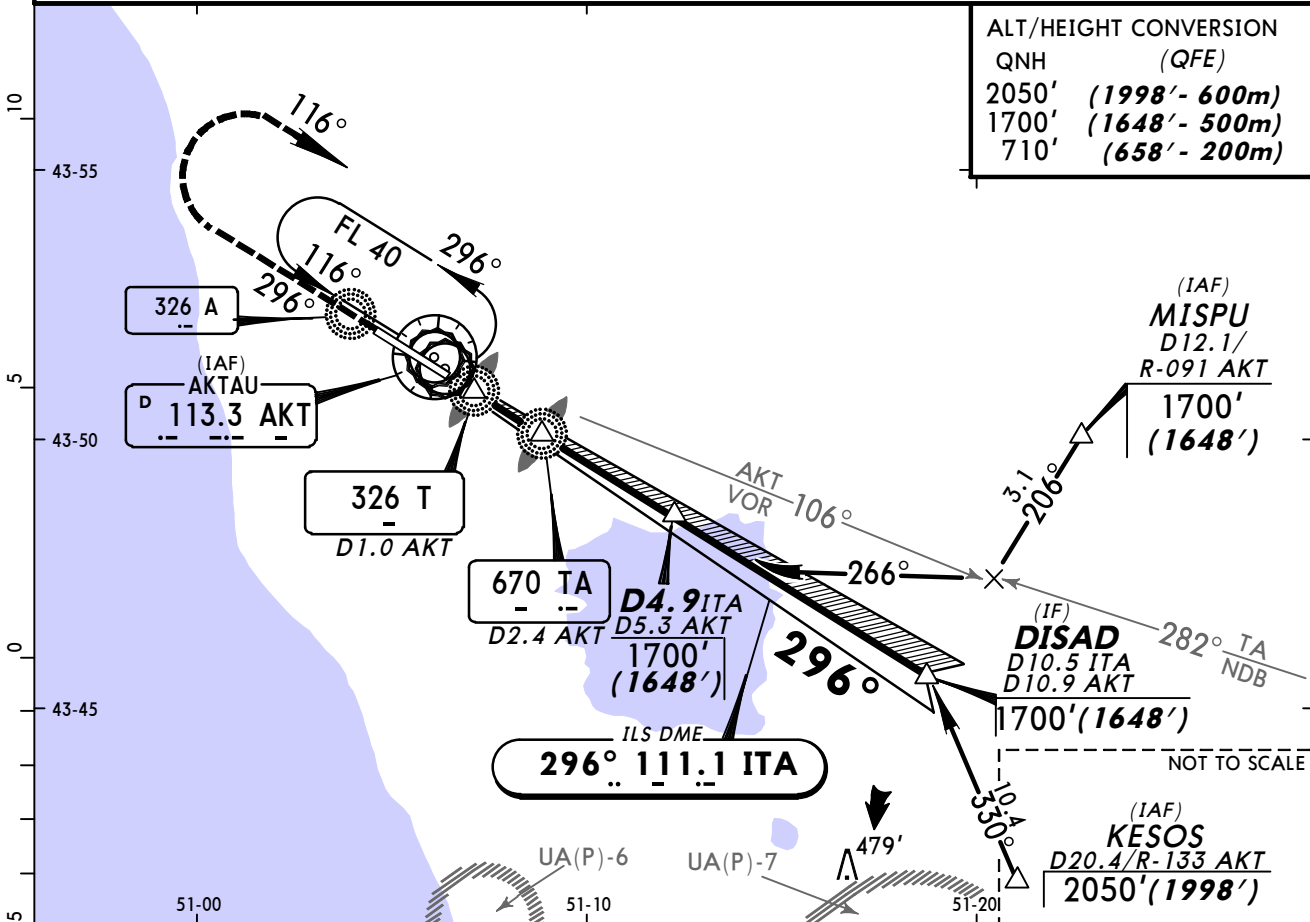 ALT/HEIGHT CONVERSION
QNH (QFE)
2050' (1998'- 600m)
1700' (1648'- 500m)
710' (658'- 200m)
10
43-55
116°
FL 40
296°
116°
296°
326 A
(IAF)
AKTAU
D 113.3 AKT
5
43-50
326 T
D1.0 AKT
670 TA
D2.4 AKT
(IAF)
MISPU
D12.1/
R-091 AKT
1700'
(1648')
3.1
206°
AKT
VOR
106°
266°
D4.9 ITA
D5.3 AKT
1700'
(1648')
296°
(IF)
DISAD
D10.5 ITA
D10.9 AKT
1700'(1648')
282° TA
NDB
0
43-45
ILS DME
296° 111.1 ITA
NOT TO SCALE
10.4
330°
(IAF)
KESOS
D20.4/R-133 AKT
2050'(1998')
479'
UA(P)-6
UA(P)-7
5
51-00
51-10
51-20